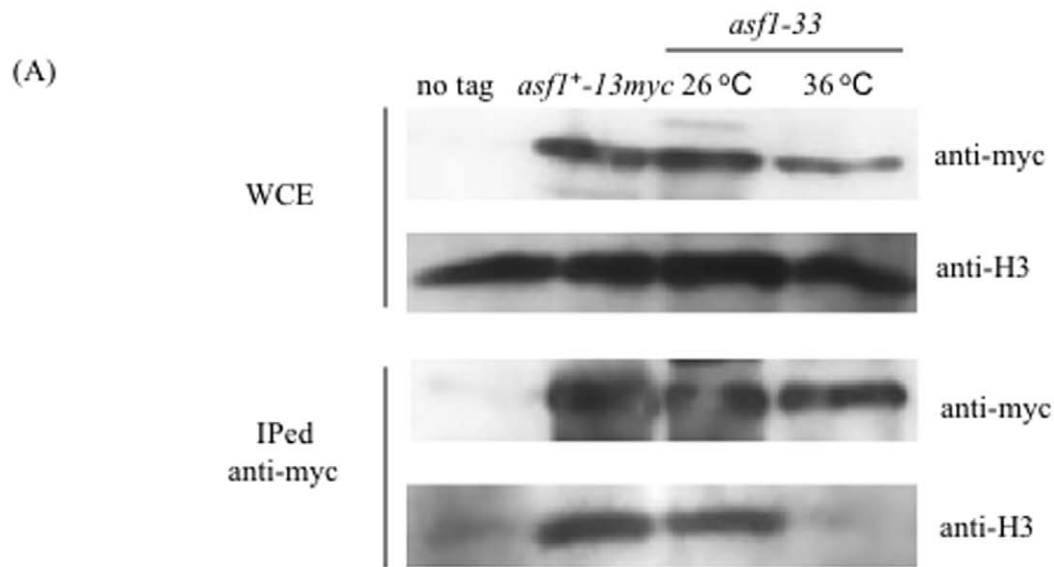 asf1-33
(A)
no tag asf1⁺-13myc 26 °C 36 °C
anti-myc
WCE
anti-H3
anti-myc
IPed
anti-myc
anti-H3